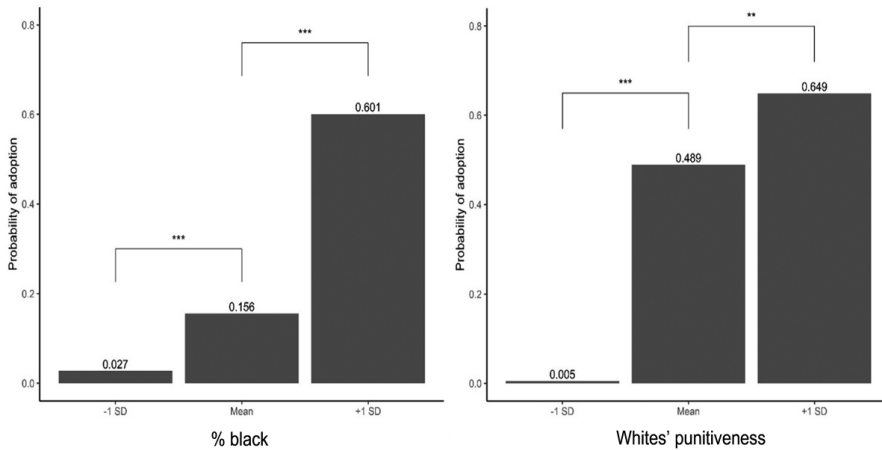 0.8
0.6
0.4
0.2
0.0
Probability of adoption
***
***
0.027
0.156
0.601
-1 SD
Mean
+1 SD
% black
0.8
0.6
0.4
0.2
0.0
Probability of adoption
***
**
0.005
0.489
0.649
-1 SD
Mean
+1 SD
Whites' punitiveness